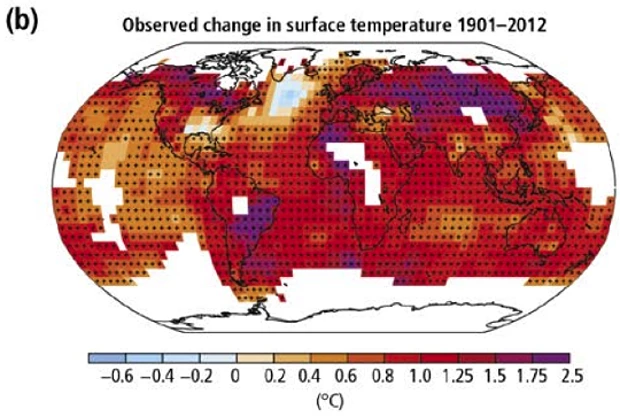 (b)
Observed change in surface temperature 1901–2012
−0.6 −0.4 −0.2 0 0.2 0.4 0.6 0.8 1.0 1.25 1.5 1.75 2.5
(°C)